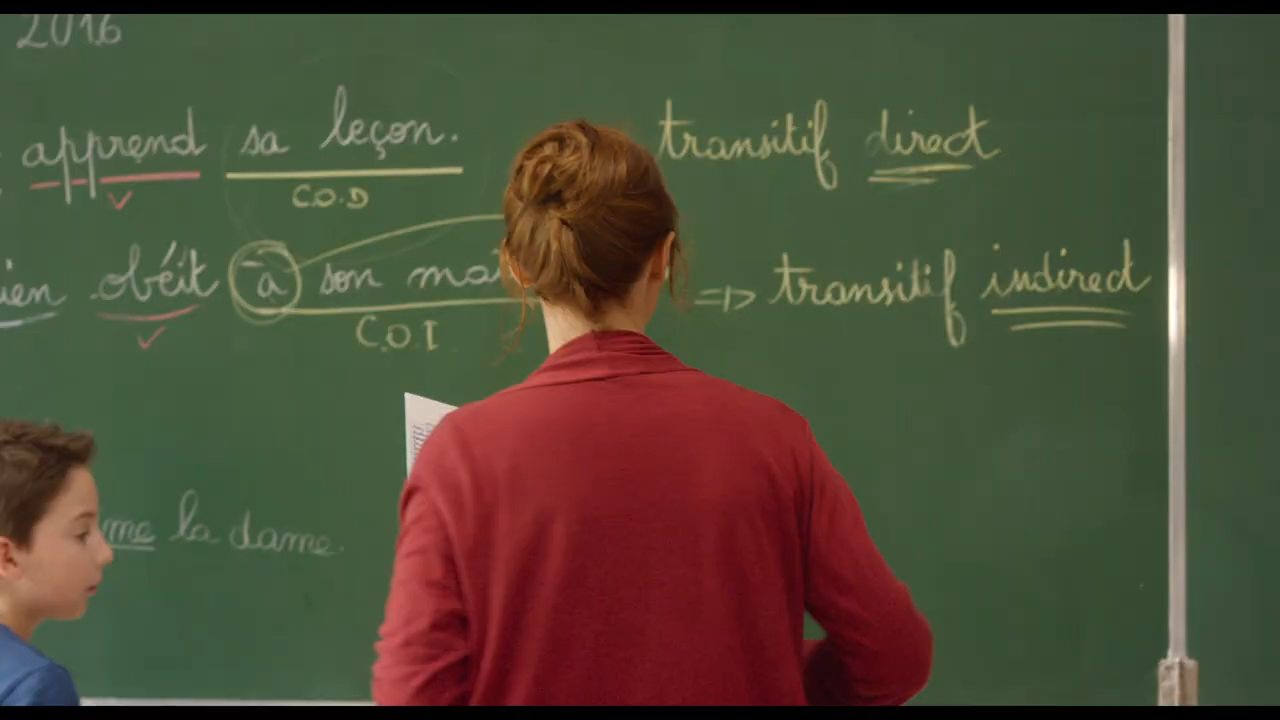 2016
apprend sa leçon. transitif direct
C.O.D
obéit à son => transitif indirect
C.O.I
la dame.